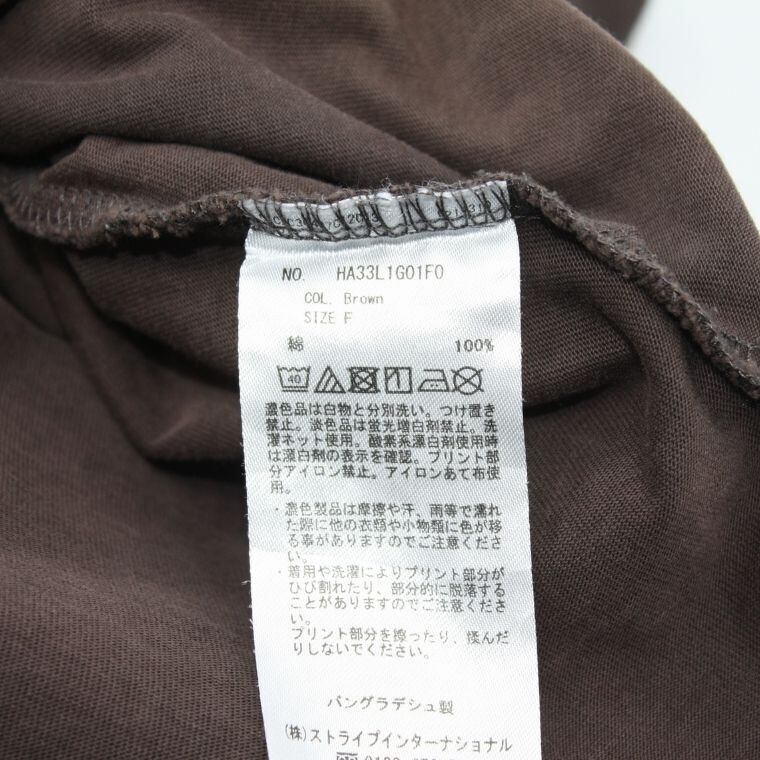 NO. HA33L1G01F0
COL. Brown
SIZE F
綿 100%
40
濃色品は白物と分別洗い。つけ置き
禁止。淡色品は蛍光増白剤禁止。洗
濯ネット使用。酸素系漂白剤使用時
は漂白剤の表示を確認。プリント部
分アイロン禁止。アイロンあて布使
用。
・濃色製品は摩擦や汗、雨等で濡れ
た際に他の衣類や小物類に色が移
る事がありますのでご注意くださ
い。
・着用や洗濯によりプリント部分が
ひび割れたり、部分的に脱落する
ことがありますのでご注意くださ
い。
プリント部分を擦ったり、揉んだ
りしないでください。
バングラデシュ製
(株)ストライプインターナショナル